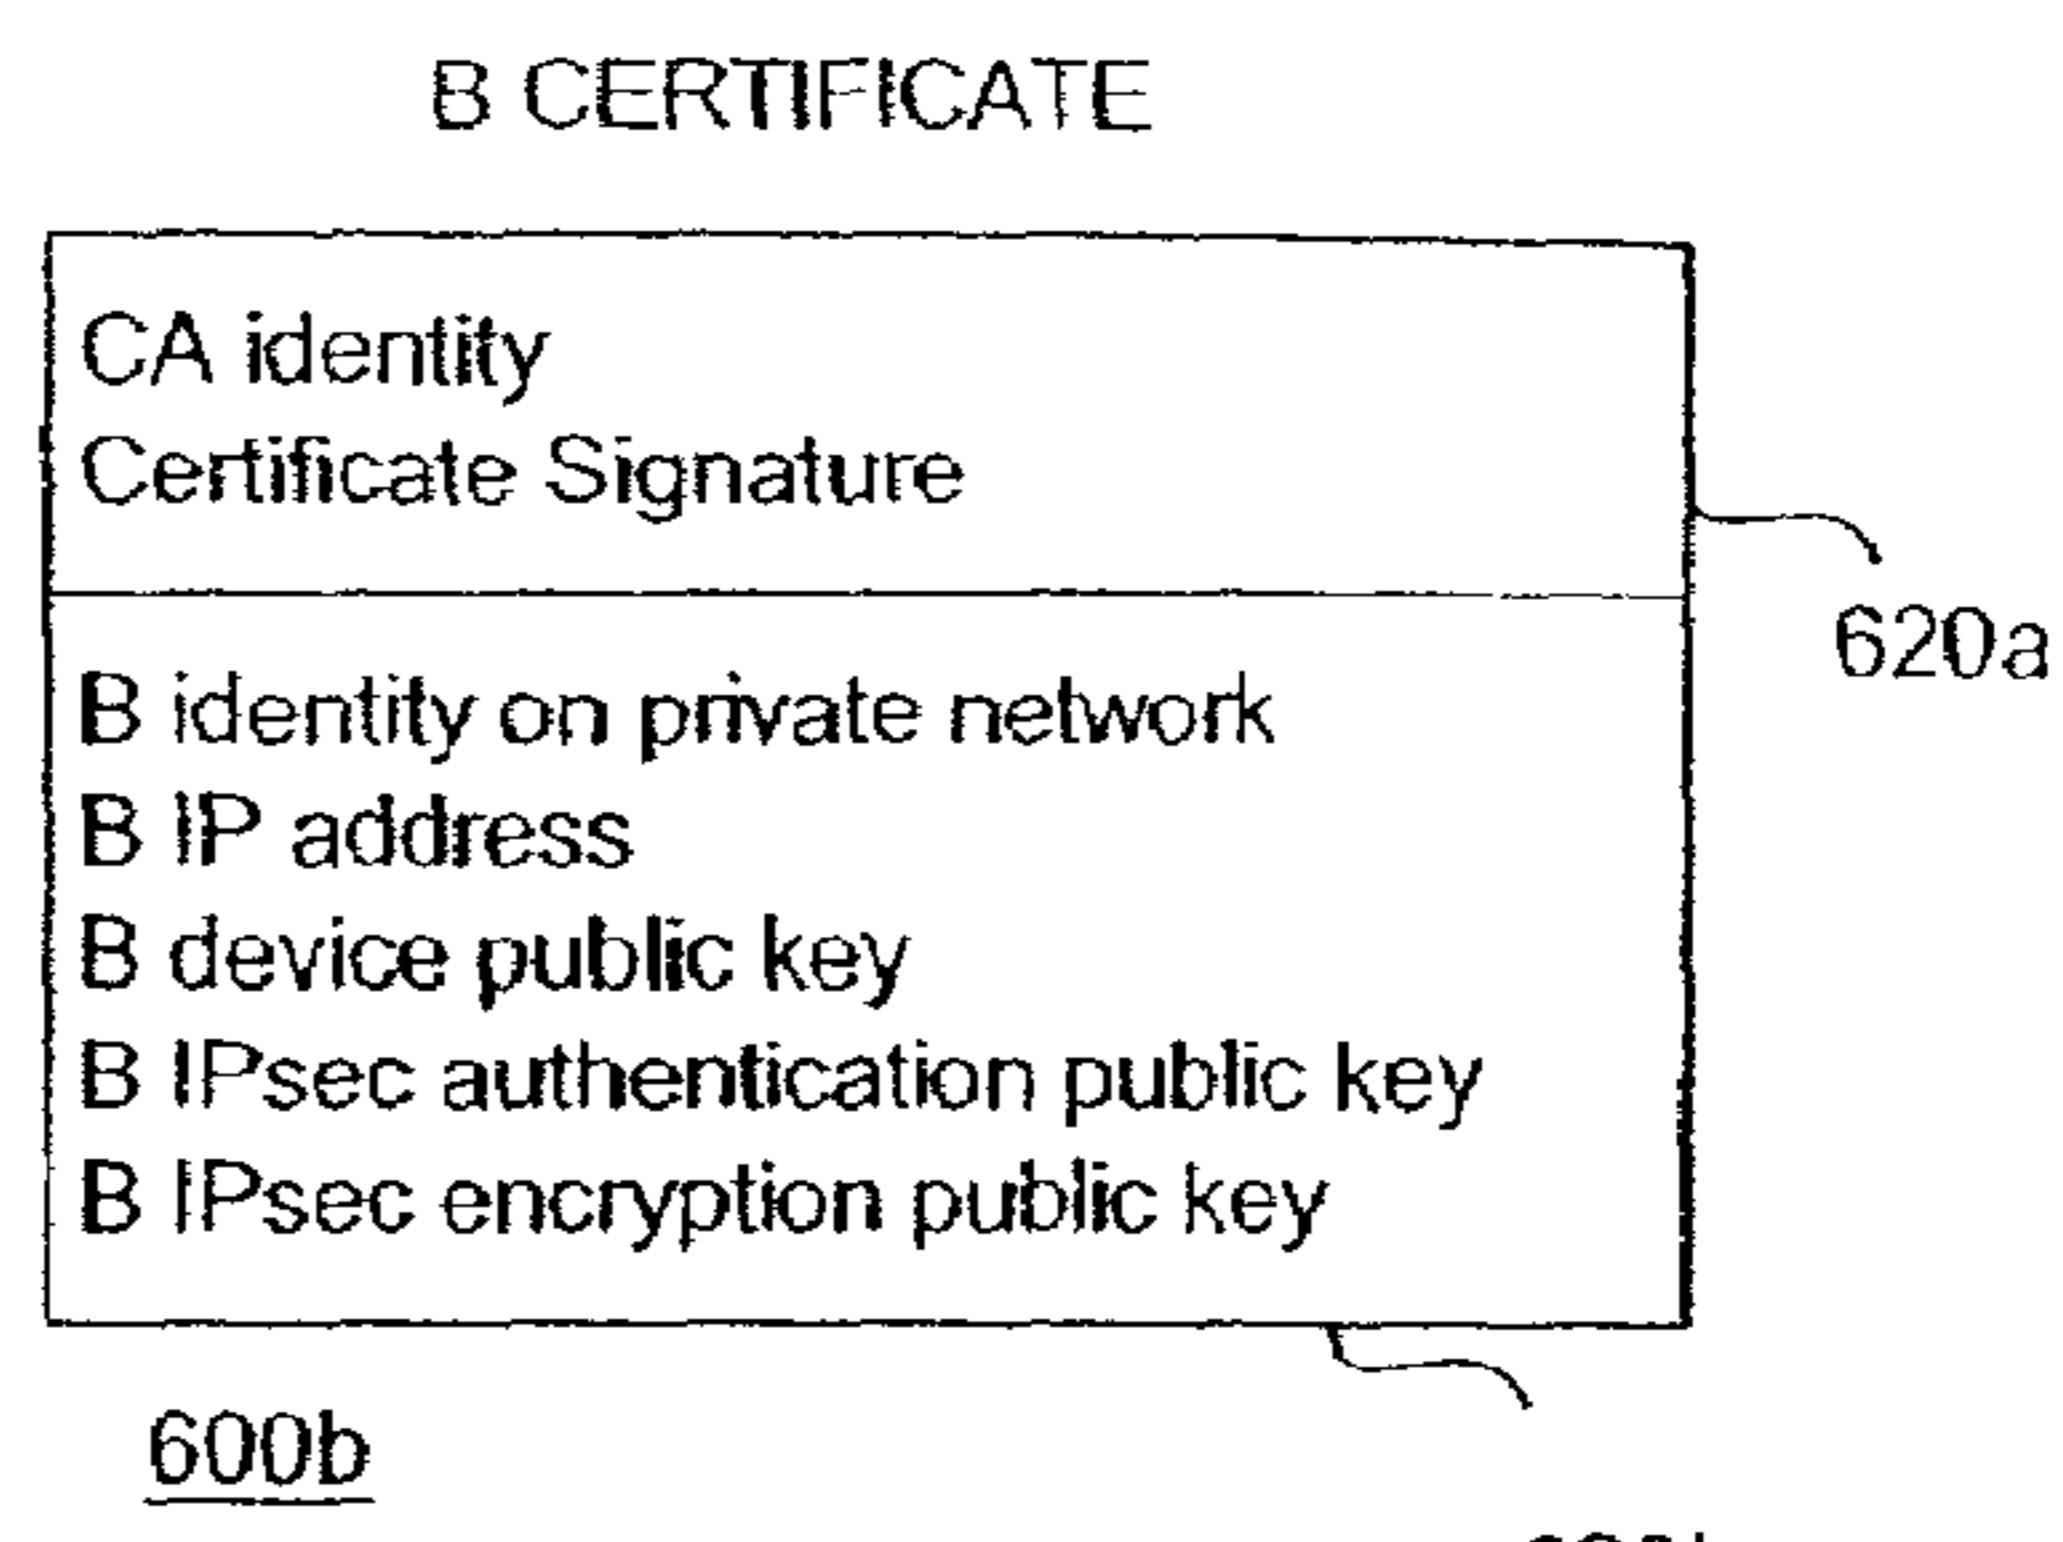 B CERTIFICATE
CA identity
Certificate Signature
620a
B identity on private network
B IP address
B device public key
B IPsec authentication public key
B IPsec encryption public key
600b